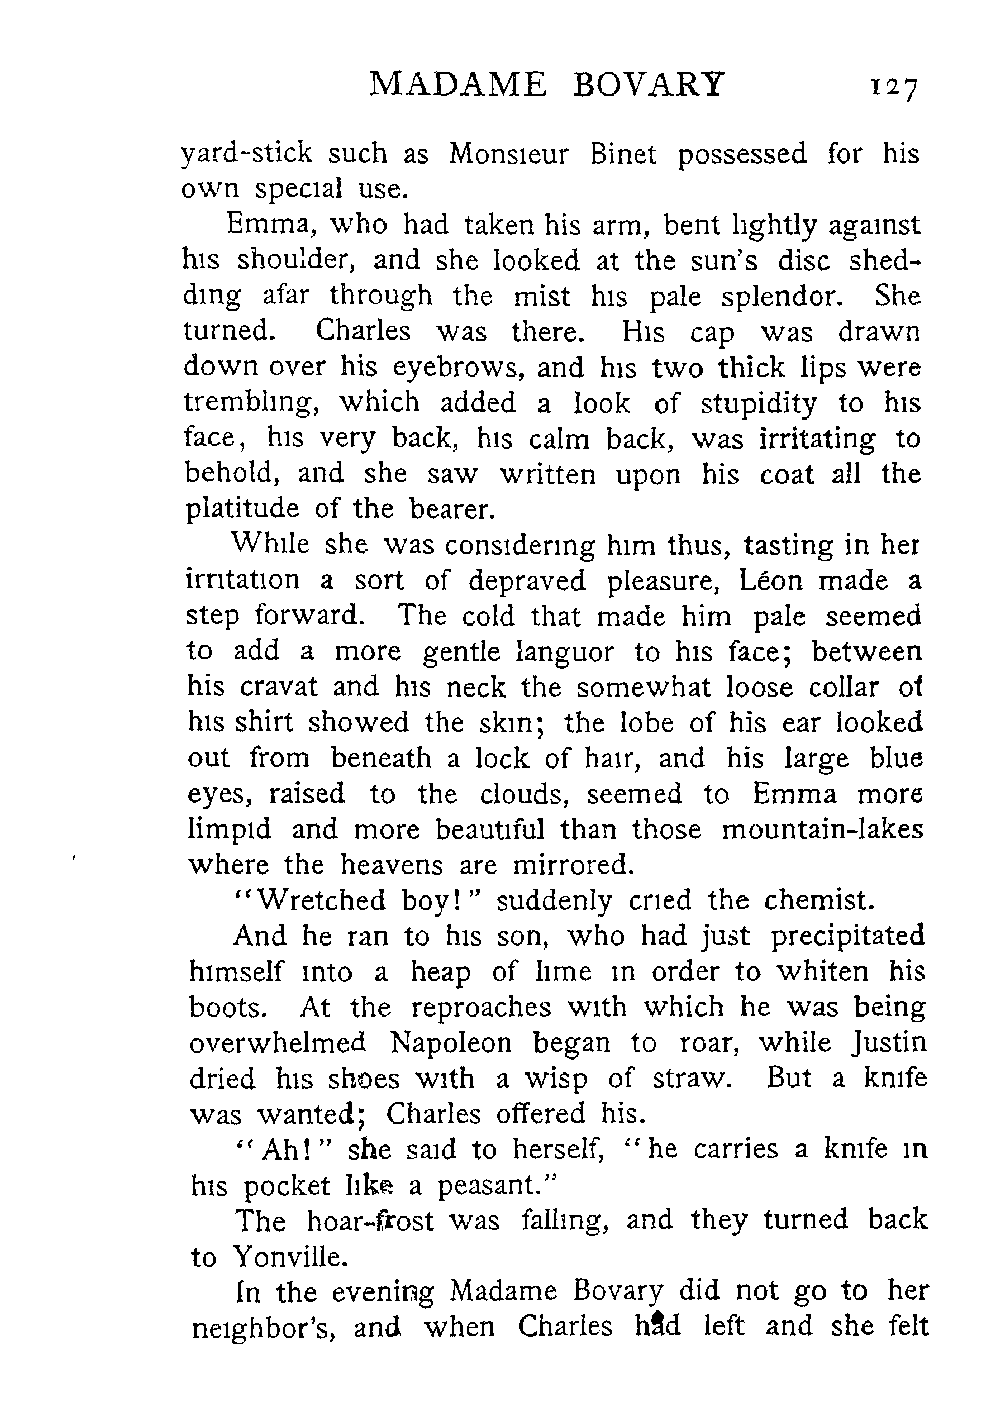 MADAME BOVARY 127
yard-stick such as Monsieur Binet possessed for his
own special use.
Emma, who had taken his arm, bent lightly against
his shoulder, and she looked at the sun's disc shed-
ding afar through the mist his pale splendor. She
turned. Charles was there. His cap was drawn
down over his eyebrows, and his two thick lips were
trembling, which added a look of stupidity to his
face, his very back, his calm back, was irritating to
behold, and she saw written upon his coat all the
platitude of the bearer.
While she was considering him thus, tasting in her
irritation a sort of depraved pleasure, Léon made a
step forward. The cold that made him pale seemed
to add a more gentle languor to his face; between
his cravat and his neck the somewhat loose collar of
his shirt showed the skin; the lobe of his ear looked
out from beneath a lock of hair, and his large blue
eyes, raised to the clouds, seemed to Emma more
limpid and more beautiful than those mountain-lakes
where the heavens are mirrored.
"Wretched boy!" suddenly cried the chemist.
And he ran to his son, who had just precipitated
himself into a heap of lime in order to whiten his
boots. At the reproaches with which he was being
overwhelmed Napoleon began to roar, while Justin
dried his shoes with a wisp of straw. But a knife
was wanted; Charles offered his.
"Ah!" she said to herself, "he carries a knife in
his pocket like a peasant."
The hoar-frost was falling, and they turned back
to Yonville.
In the evening Madame Bovary did not go to her
neighbor's, and when Charles had left and she felt